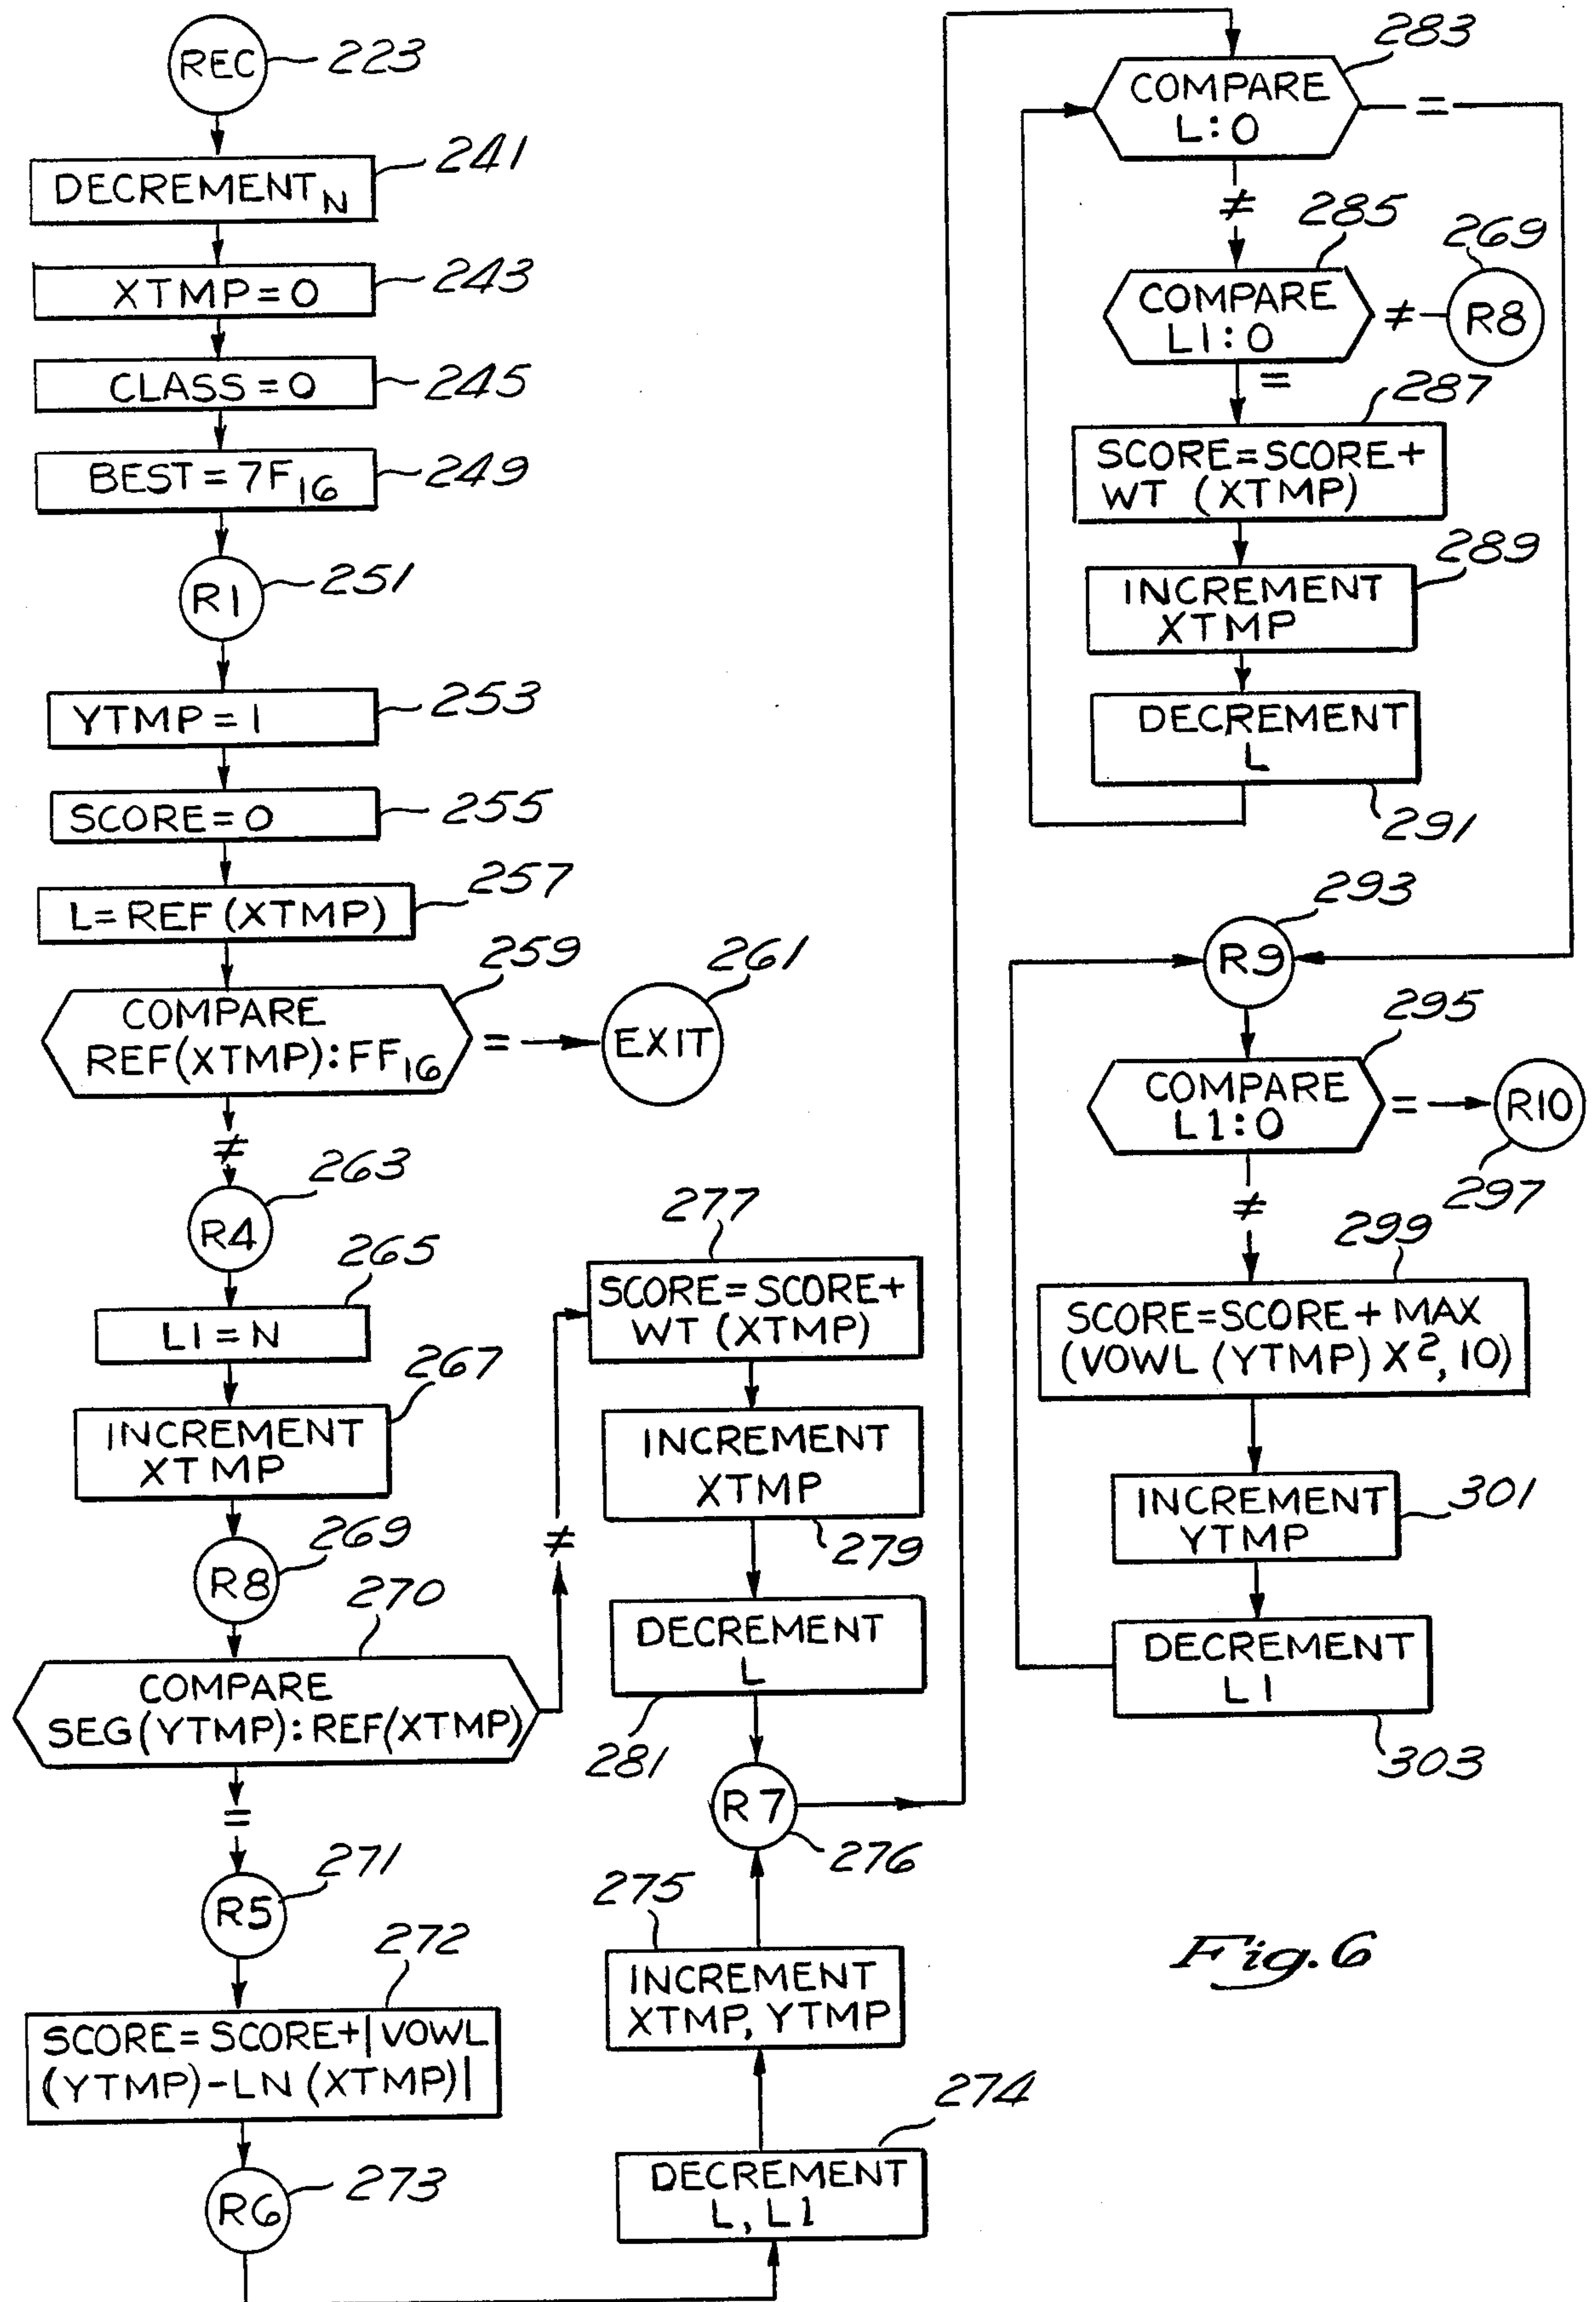 REC
223
DECREMENT N
241
XTMP = 0
243
CLASS = 0
245
BEST = 7F16
249
R1
251
YTMP = 1
253
SCORE = 0
255
L = REF (XTMP)
257
COMPARE
REF(XTMP):FF16
259
=
EXIT
261
≠
R4
263
L1 = N
265
INCREMENT
XTMP
267
R8
269
COMPARE
SEG(YTMP):REF(XTMP)
270
≠
=
R5
271
SCORE = SCORE+|VOWL
(YTMP)-LN (XTMP)|
272
R6
273
DECREMENT
L, L1
274
INCREMENT
XTMP, YTMP
275
R7
276
277
SCORE = SCORE+
WT (XTMP)
INCREMENT
XTMP
279
DECREMENT
L
281
283
COMPARE
L:0
=
≠
285
COMPARE
L1:0
≠
269
R8
=
287
SCORE=SCORE+
WT (XTMP)
289
INCREMENT
XTMP
DECREMENT
L
291
293
R9
295
COMPARE
L1:0
=
R10
297
≠
299
SCORE=SCORE + MAX
(VOWL (YTMP) X2, 10)
INCREMENT
YTMP
301
DECREMENT
L1
303
Fig. 6